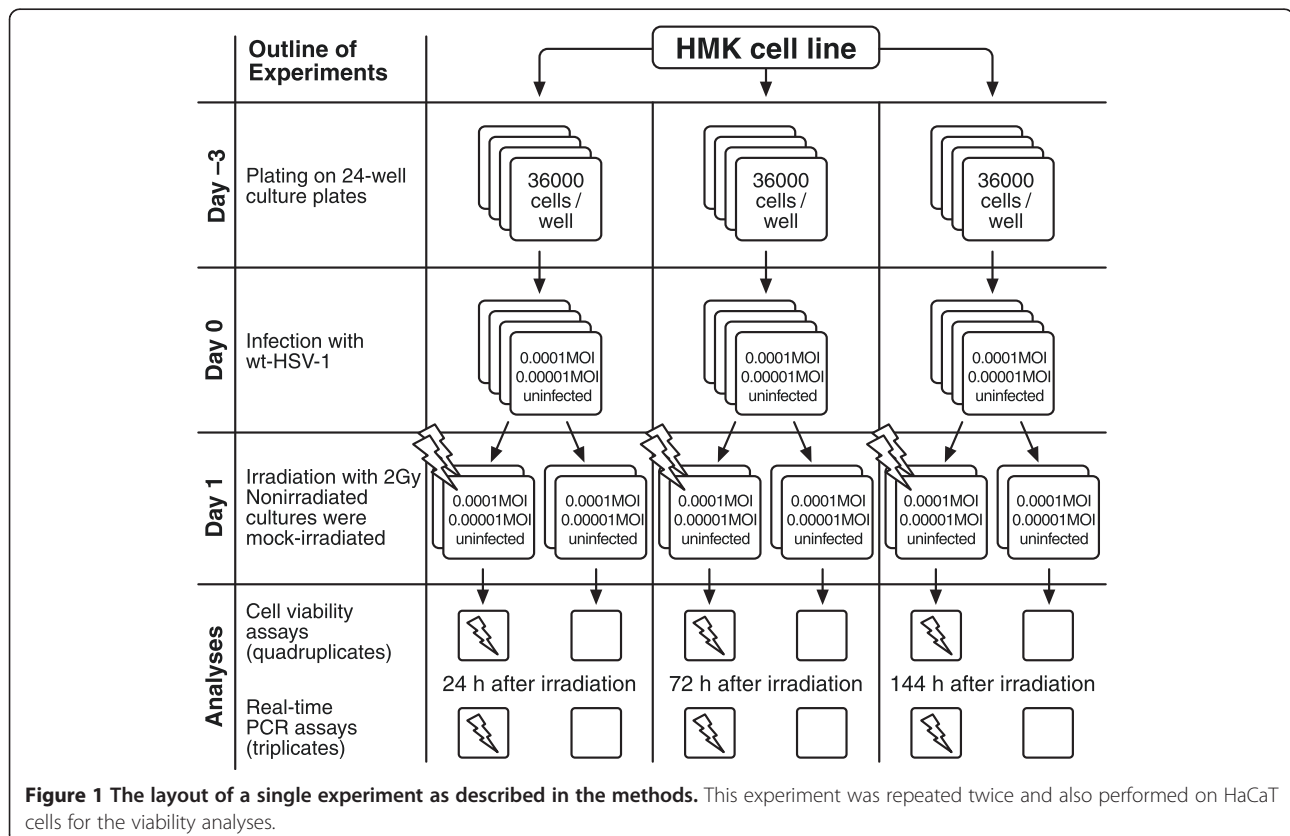 Outline of
Experiments
HMK cell line
Day –3
Plating on 24-well
culture plates
36000
cells /
well
36000
cells /
well
36000
cells /
well
Day 0
Infection with
wt-HSV-1
0.0001MOI
0.00001MOI
uninfected
0.0001MOI
0.00001MOI
uninfected
0.0001MOI
0.00001MOI
uninfected
Day 1
Irradiation with 2Gy
Nonirradiated
cultures were
mock-irradiated
0.0001MOI
0.00001MOI
uninfected
0.0001MOI
0.00001MOI
uninfected
0.0001MOI
0.00001MOI
uninfected
0.0001MOI
0.00001MOI
uninfected
0.0001MOI
0.00001MOI
uninfected
0.0001MOI
0.00001MOI
uninfected
Analyses
Cell viability
assays
(quadruplicates)
24 h after irradiation
72 h after irradiation
144 h after irradiation
Real-time
PCR assays
(triplicates)
Figure 1 The layout of a single experiment as described in the methods. This experiment was repeated twice and also performed on HaCaT
cells for the viability analyses.